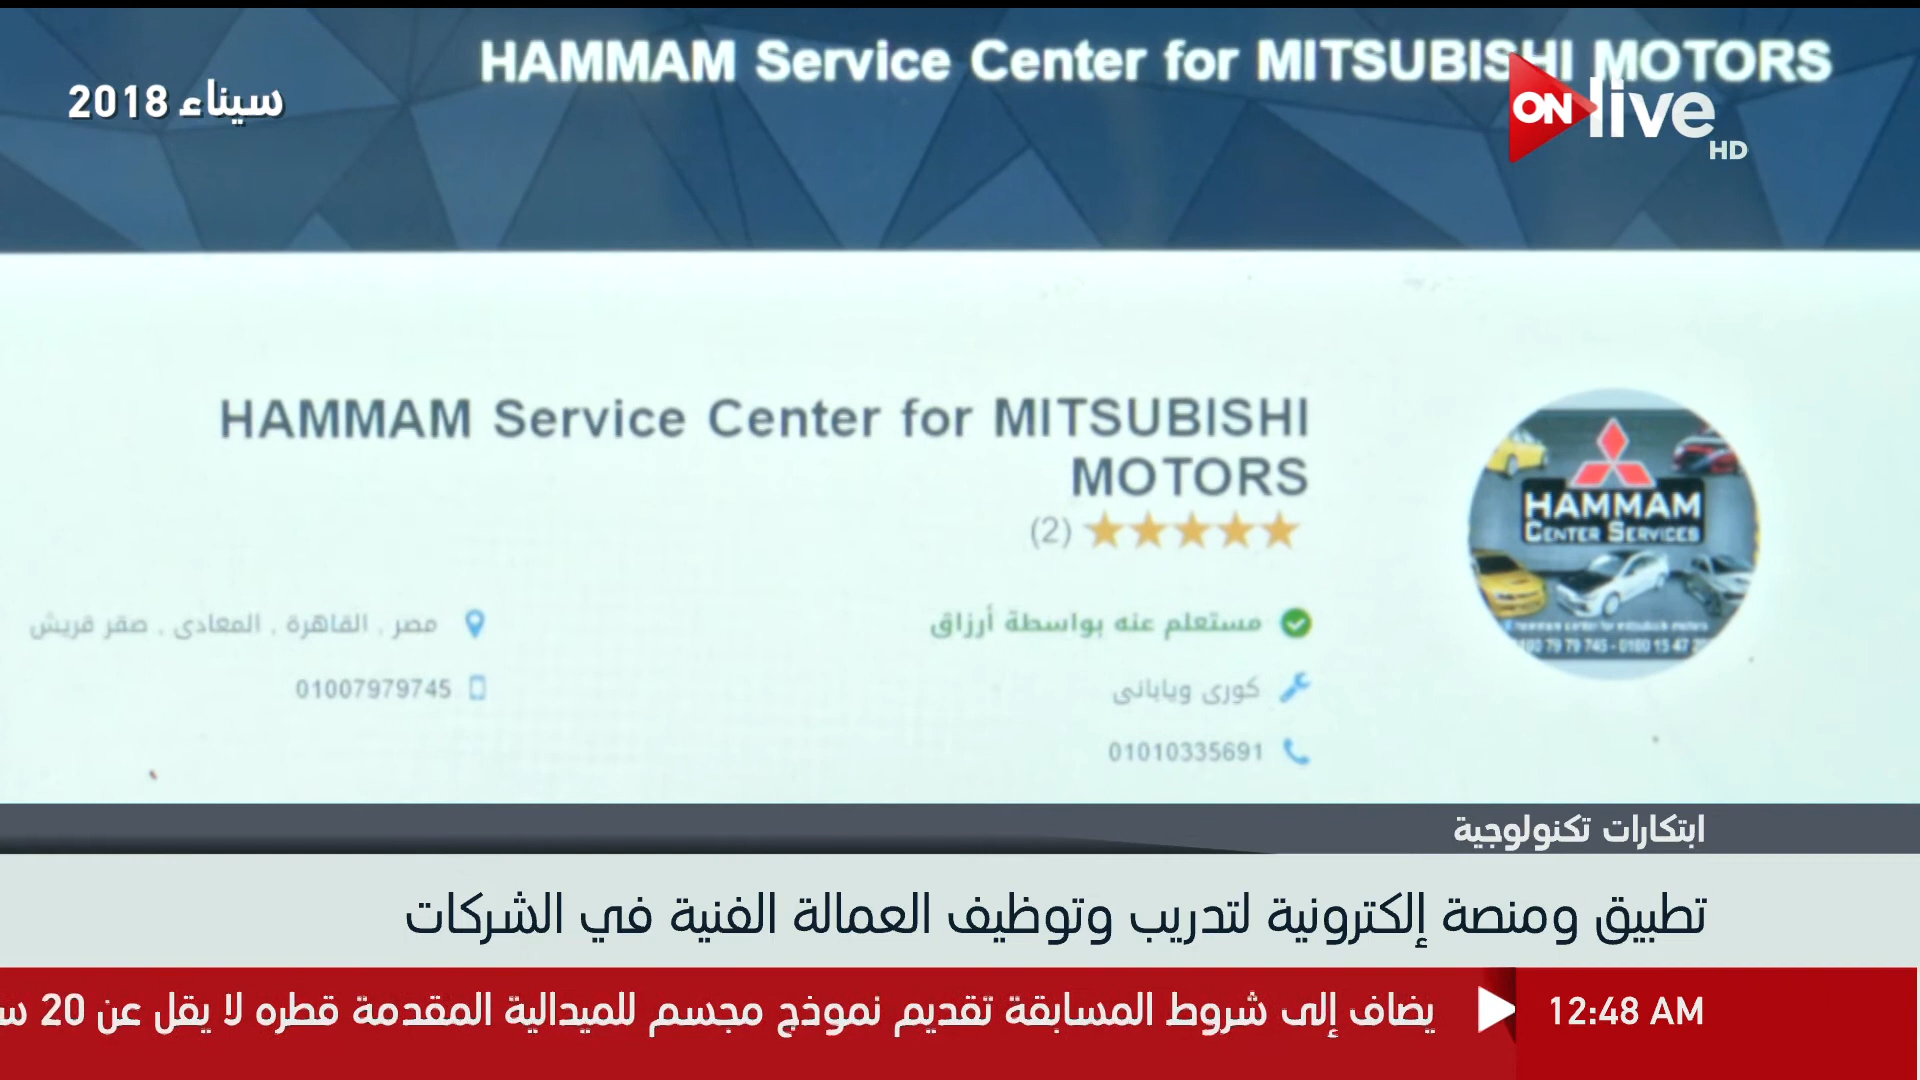 HAMMAM Service Center for MITSUBISHI MOTORS
سيناء 2018
ON live
HD
HAMMAM Service Center for MITSUBISHI
MOTORS
(2)
HAMMAM
CENTER SERVICES
مستعلم عنه بواسطة أرزاق
مصر , القاهرة , المعادى , صقر قريش
كورى ويابانى
01007979745
01010335691
ابتكارات تكنولوجية
تطبيق ومنصة إلكترونية لتدريب وتوظيف العمالة الفنية في الشركات
12:48 AM
يضاف إلى شروط المسابقة تقديم نموذج مجسم للميدالية المقدمة قطره لا يقل عن 20